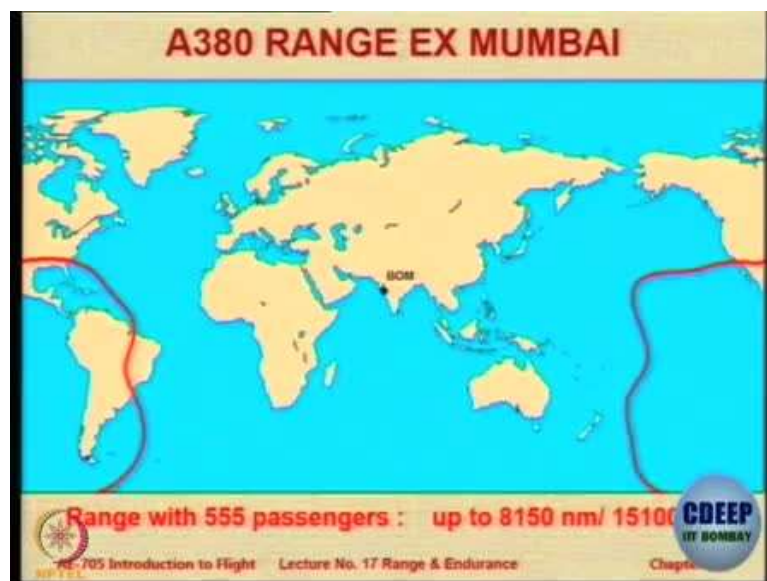 A380 RANGE EX MUMBAI
BOM
Range with 555 passengers : up to 8150 nm/ 15100
CDEEP
IIT BOMBAY
NPTEL
AE-705 Introduction to Flight Lecture No. 17 Range & Endurance Chapte